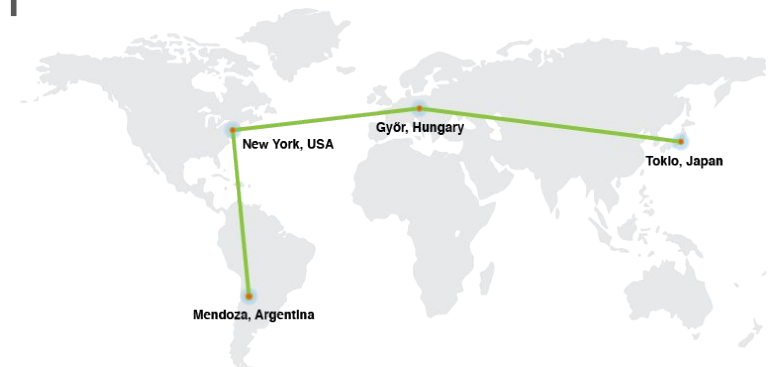 Győr, Hungary
New York, USA
Tokio, Japan
Mendoza, Argentina